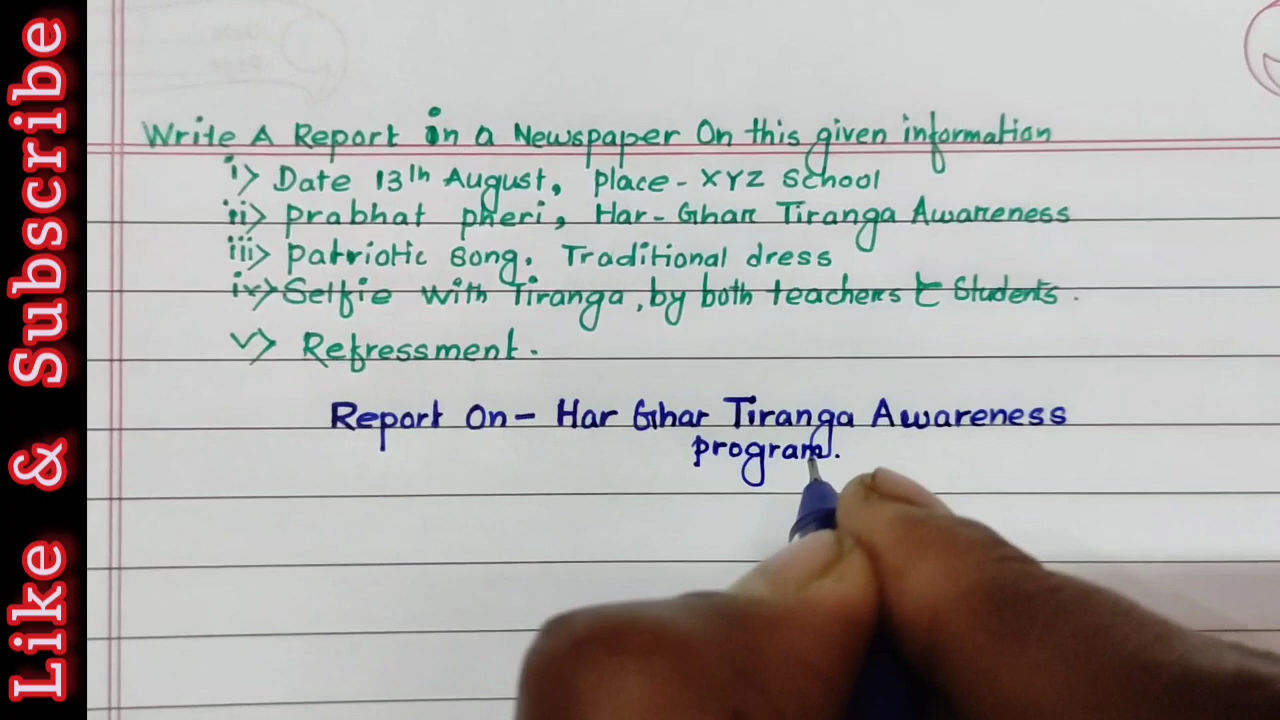 Like & Subscribe
Write A Report in a Newspaper On this given information
i> Date 13th August, place - XYZ School
ii> prabhat pheri, Har-Ghar Tiranga Awareness
iii> patriotic song. Traditional dress
iv> Selfie with Tiranga, by both teachers & Students.
v> Refressment.
Report On - Har Ghar Tiranga Awareness
program.